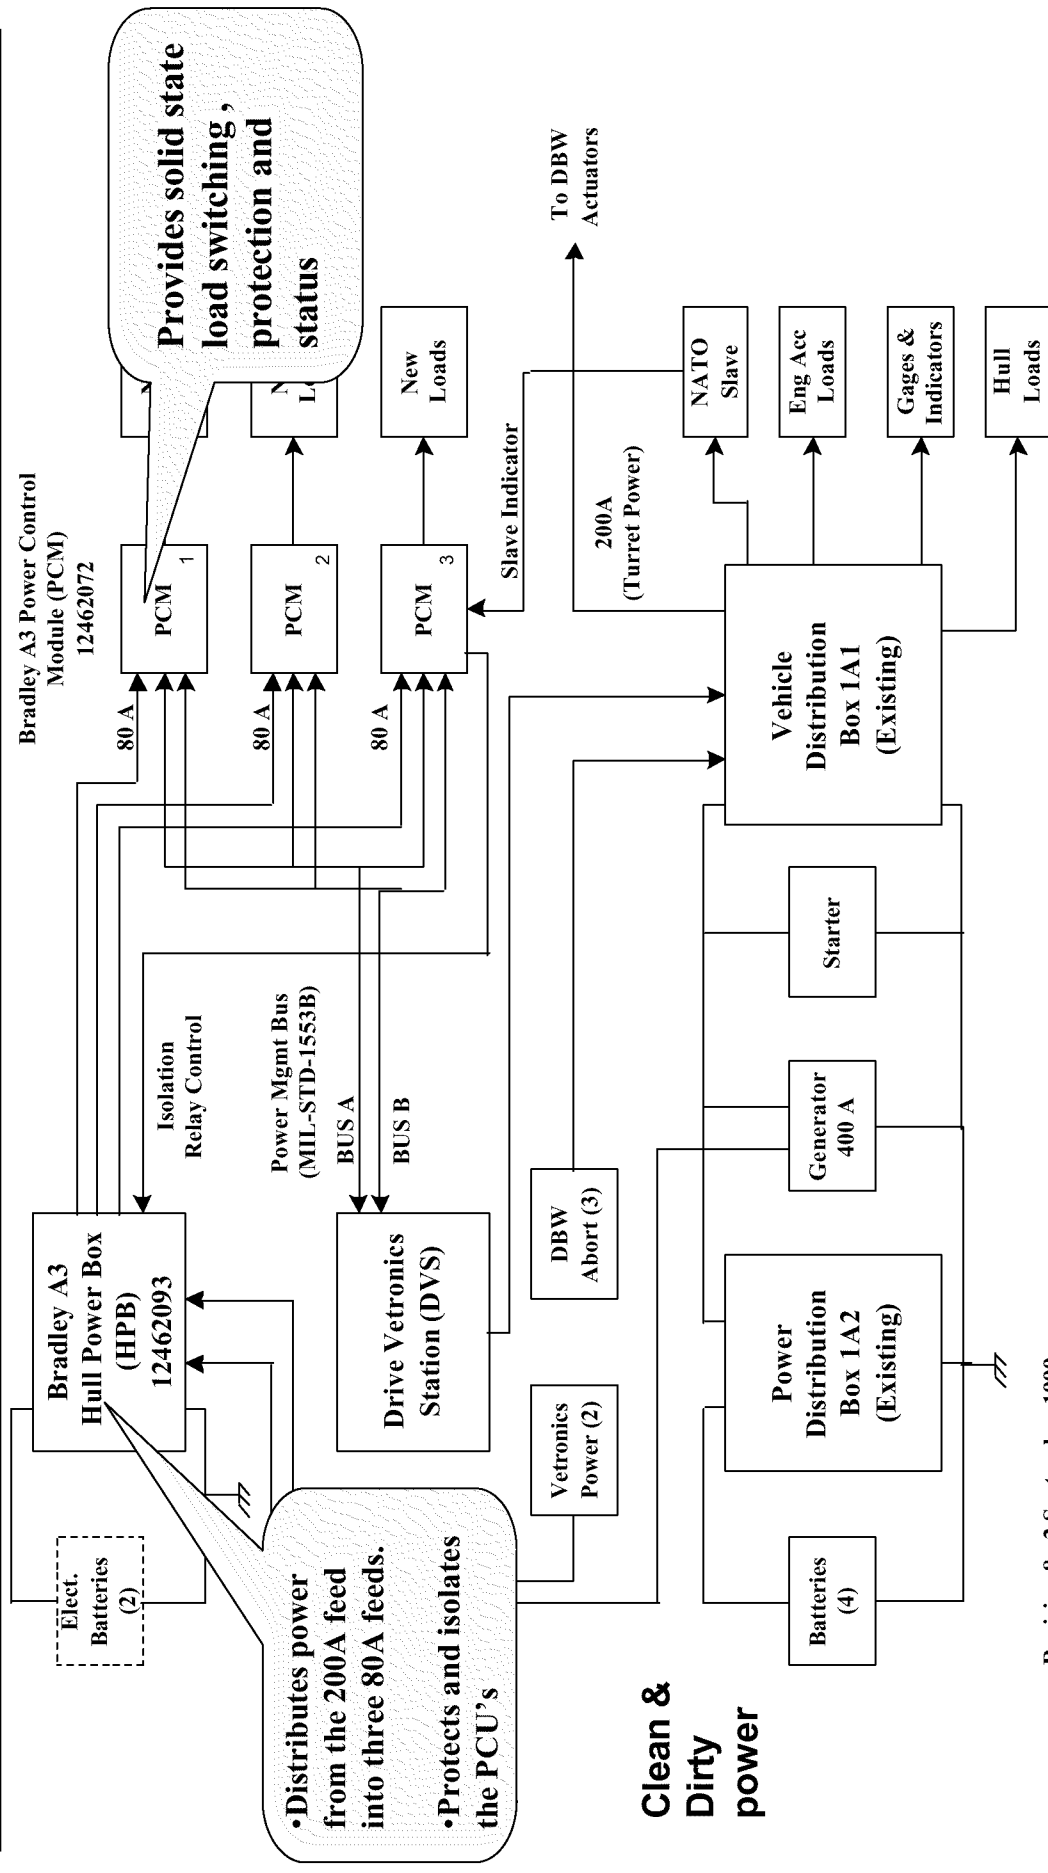 Bradley A3 Power Control
Module (PCM)
12462072
Provides solid state
load switching ,
protection and
status
80 A
PCM
1
80 A
PCM
2
80 A
PCM
3
New
Loads
Bradley A3
Hull Power Box
(HPB)
12462093
Elect.
Batteries
(2)
Isolation
Relay Control
Power Mgmt Bus
(MIL-STD-1553B)
BUS A
BUS B
Slave Indicator
To DBW
Actuators
200A
(Turret Power)
Drive Vetronics
Station (DVS)
•Distributes power
from the 200A feed
into three 80A feeds.
•Protects and isolates
the PCU's
Vetronics
Power (2)
DBW
Abort (3)
NATO
Slave
Eng Acc
Loads
Gages &
Indicators
Hull
Loads
Vehicle
Distribution
Box 1A1
(Existing)
Starter
Generator
400 A
Power
Distribution
Box 1A2
(Existing)
Batteries
(4)
Clean &
Dirty
power